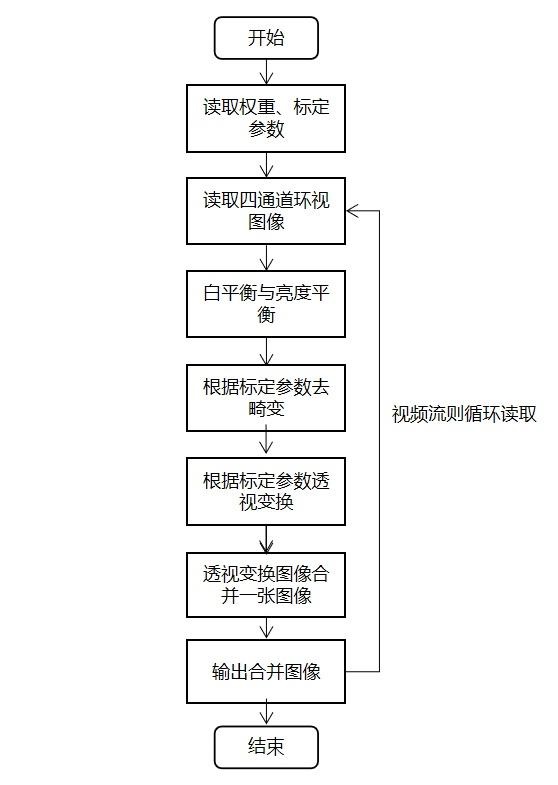 开始
读取权重、标定
参数
读取四通道环视
图像
白平衡与亮度平
衡
根据标定参数去
畸变
视频流则循环读取
根据标定参数透
视变换
透视变换图像合
并一张图像
输出合并图像
结束